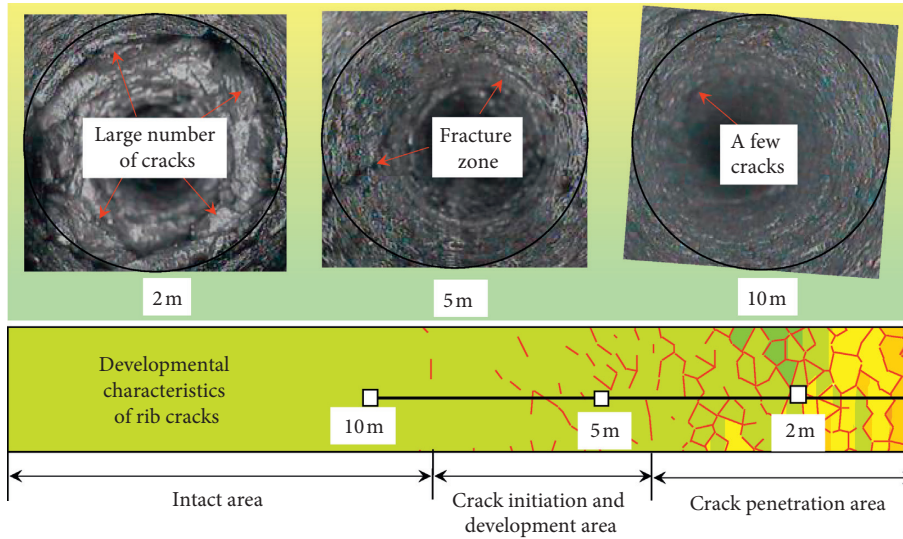 Large number
of cracks
Fracture
zone
A few
cracks
2 m
5 m
10 m
Developmental
characteristics
of rib cracks
10 m
5 m
2 m
Intact area
Crack initiation and
development area
Crack penetration area